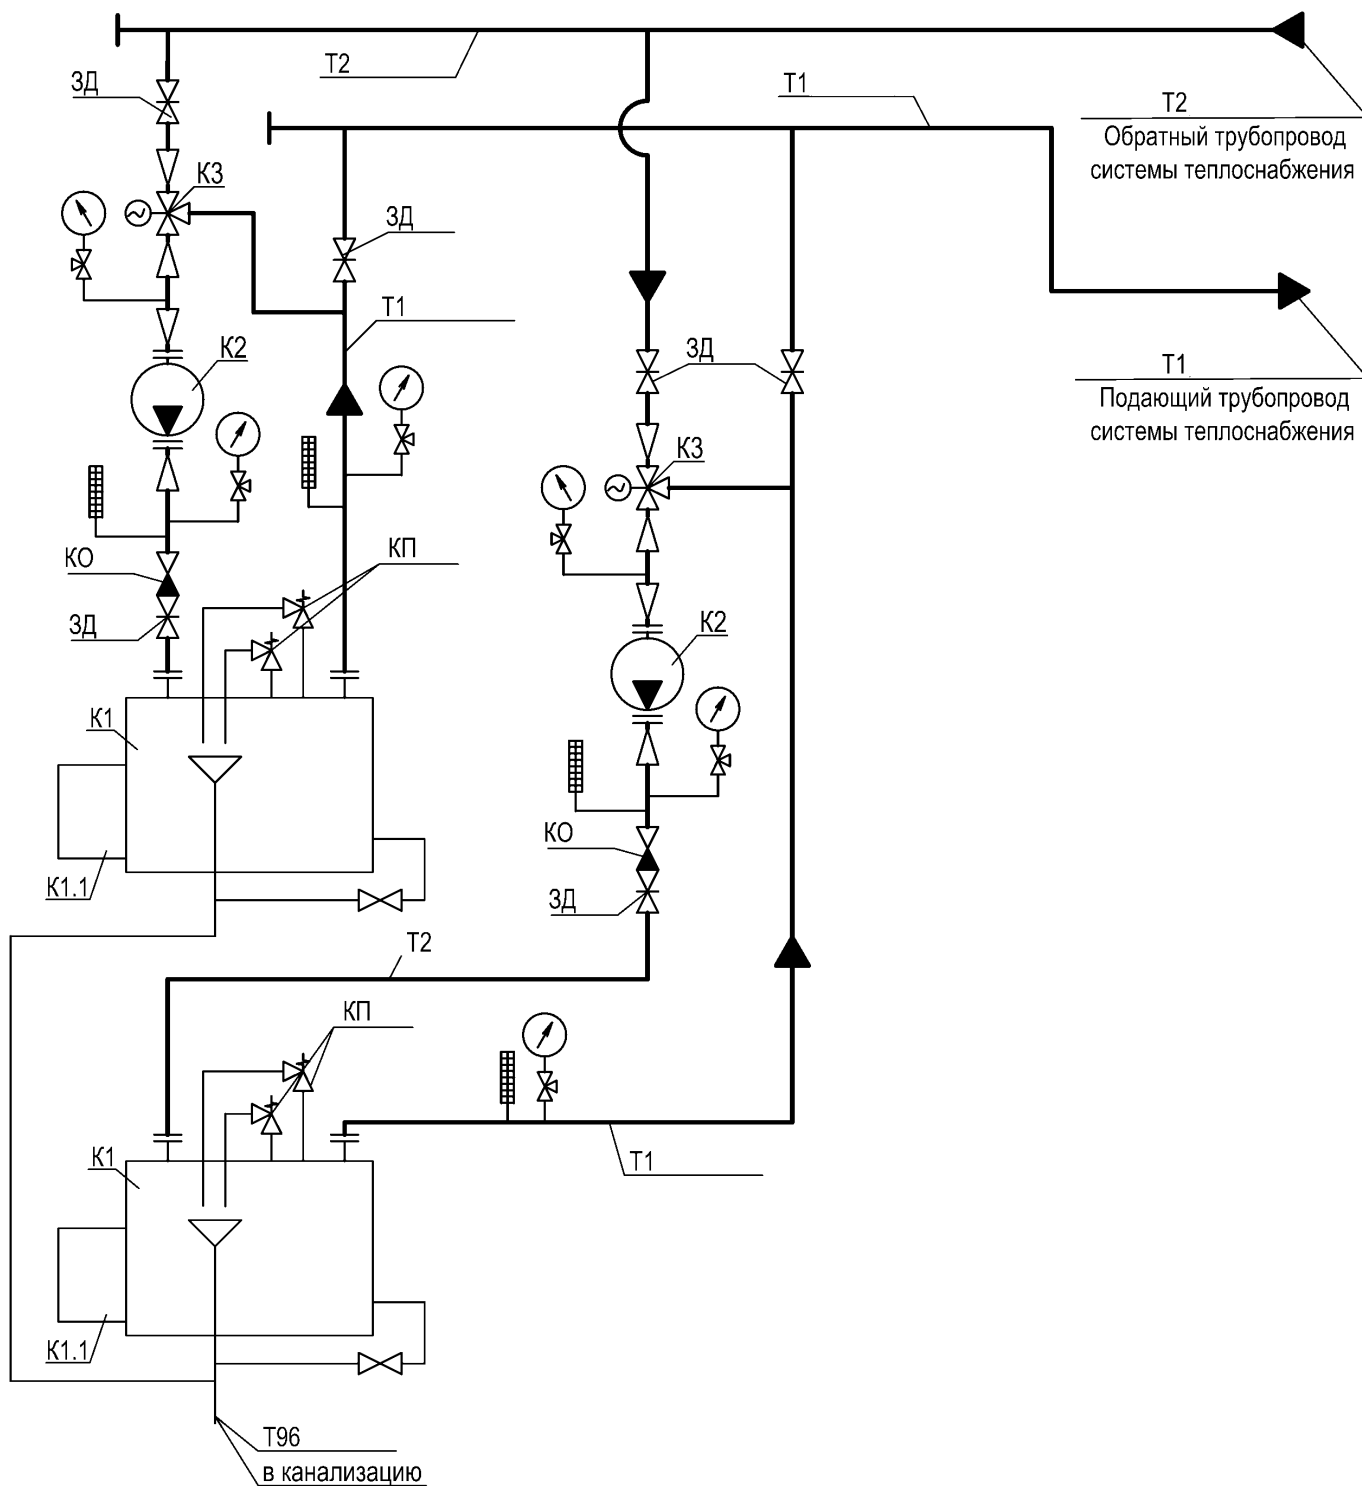 Т2
ЗД
Т1
Т2
Обратный трубопровод
системы теплоснабжения
К3
ЗД
Т1
К2
ЗД
Т1
Подающий трубопровод
системы теплоснабжения
К3
КО
КП
ЗД
К2
К1
КО
К1.1
ЗД
Т2
КП
К1
Т1
К1.1
Т96
в канализацию